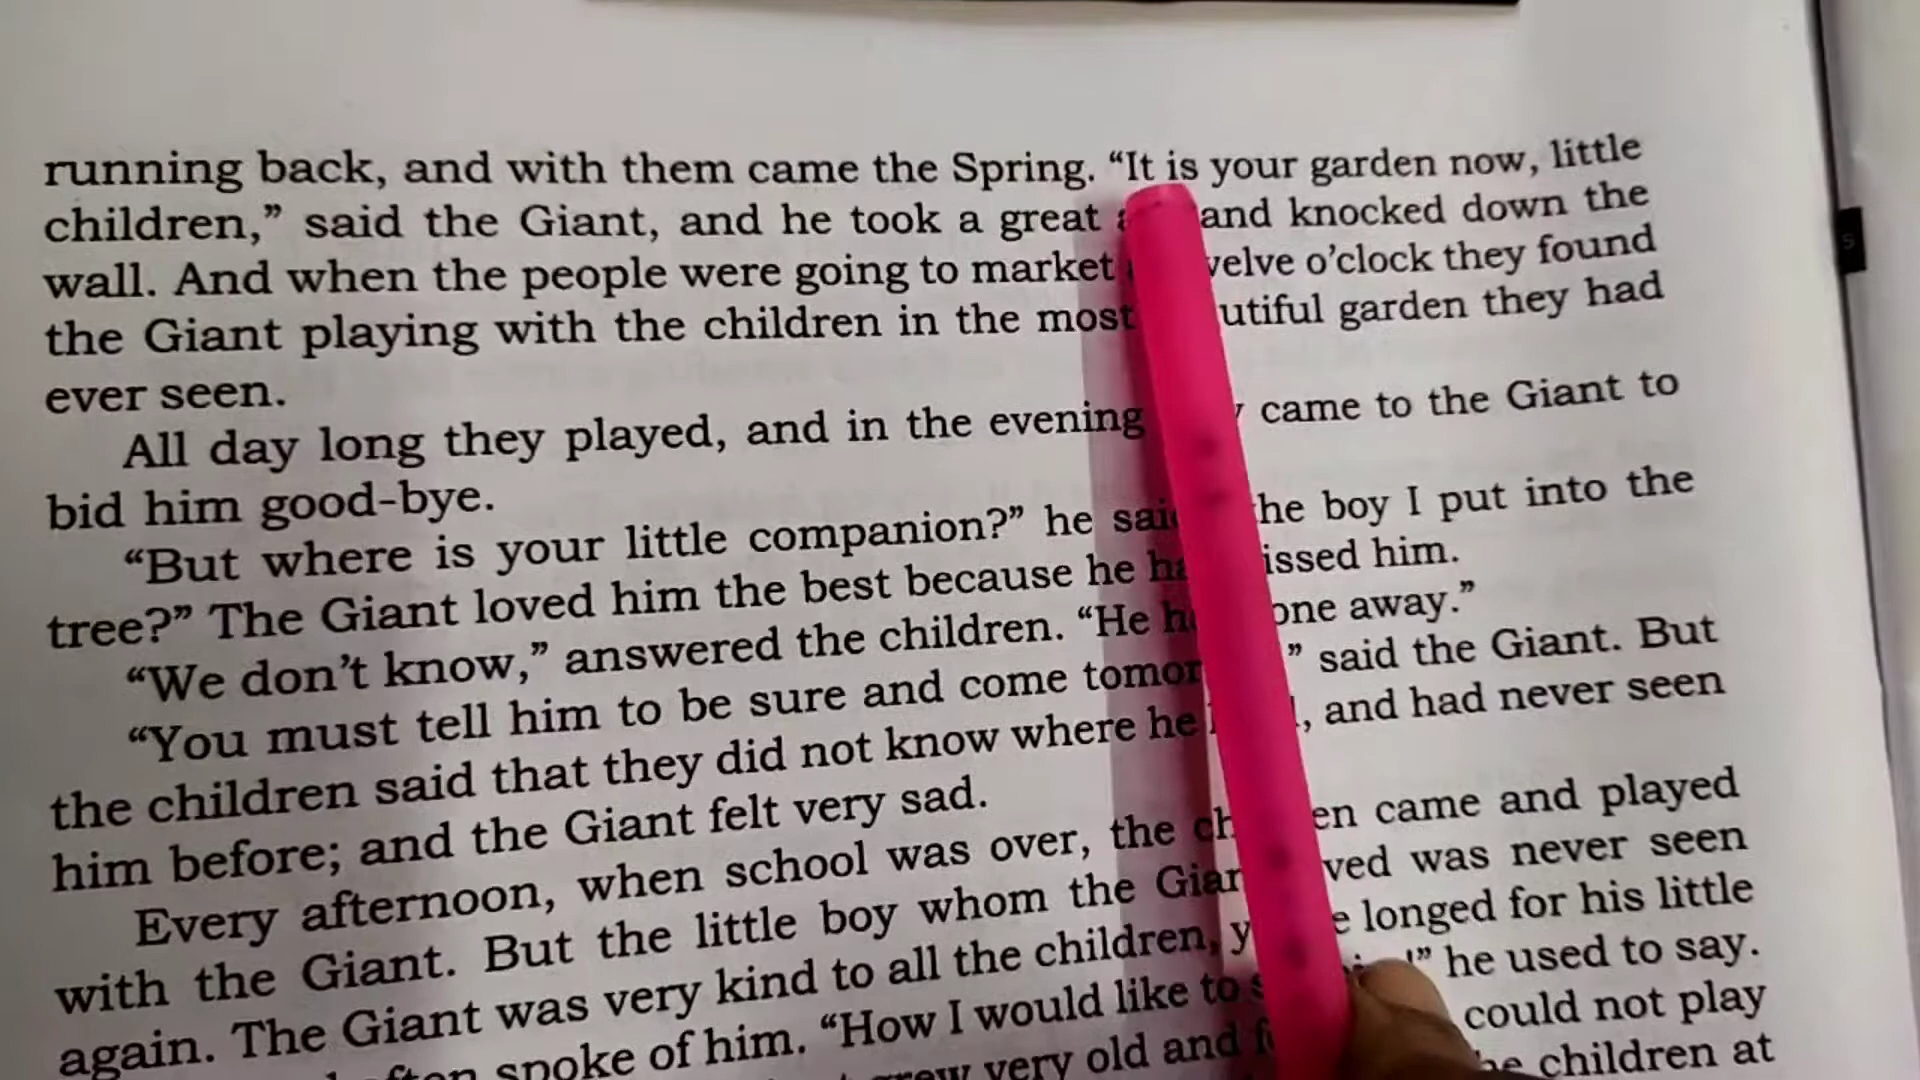 running back, and with them came the Spring. “It is your garden now, little
children,” said the Giant, and he took a great and knocked down the
wall. And when the people were going to market o’clock they found
the Giant playing with the children in the most garden they had
ever seen.
All day long they played, and in the evening came to the Giant to
bid him good-bye.
“But where is your little companion?” he boy I put into the
tree?” The Giant loved him the best because he him.
“We don’t know,” answered the children. “He away.”
“You must tell him to be sure and come ” said the Giant. But
the children said that they did not know where he , and had never seen
him before; and the Giant felt very sad.
Every afternoon, when school was over, the came and played
with the Giant. But the little boy whom the was never seen
again. The Giant was very kind to all the children, longed for his little
spoke of him. “How I would like to he used to say.
very old and could not play
children at